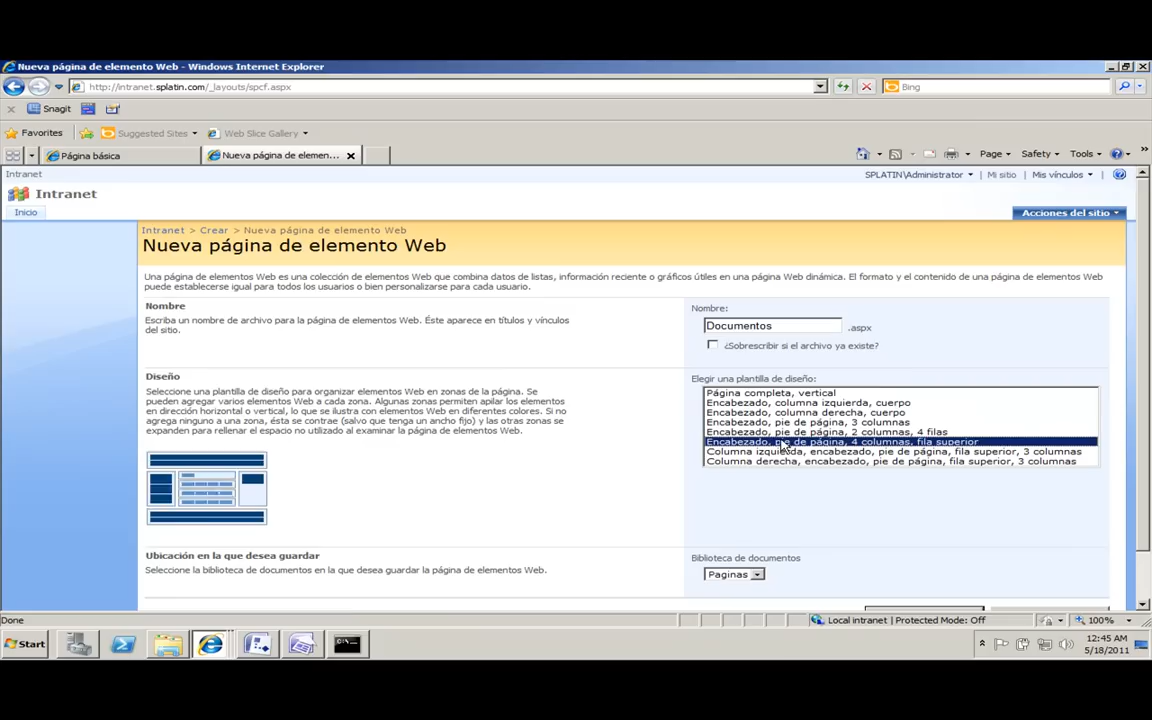 Nueva página de elemento Web - Windows Internet Explorer
http://intranet.splatin.com/_layouts/spcf.aspx
Bing
Snagit
Favorites
Suggested Sites
Web Slice Gallery
Página básica
Nueva página de elemen...
Page
Safety
Tools
Intranet
SPLATIN\Administrator
Mi sitio
Mis vínculos
Intranet
Inicio
Acciones del sitio
Intranet > Crear > Nueva página de elemento Web
Nueva página de elemento Web
Una página de elementos Web es una colección de elementos Web que combina datos de listas, información reciente o gráficos útiles en una página Web dinámica. El formato y el contenido de una página de elementos Web
puede establecerse igual para todos los usuarios o bien personalizarse para cada usuario.
Nombre
Escriba un nombre de archivo para la página de elementos Web. Éste aparece en títulos y vínculos
del sitio.
Nombre:
Documentos .aspx
¿Sobrescribir si el archivo ya existe?
Diseño
Seleccione una plantilla de diseño para organizar elementos Web en zonas de la página. Se
pueden agregar varios elementos Web a cada zona. Algunas zonas permiten apilar los elementos
en dirección horizontal o vertical, lo que se ilustra con elementos Web en diferentes colores. Si no
agrega ninguno a una zona, ésta se contrae (salvo que tenga un ancho fijo) y las otras zonas se
expanden para rellenar el espacio no utilizado al examinar la página de elementos Web.
Elegir una plantilla de diseño:
Página completa, vertical
Encabezado, columna izquierda, cuerpo
Encabezado, columna derecha, cuerpo
Encabezado, pie de página, 3 columnas
Encabezado, pie de página, 2 columnas, 4 filas
Encabezado, pie de página, 4 columnas, fila superior
Columna izquierda, encabezado, pie de página, fila superior, 3 columnas
Columna derecha, encabezado, pie de página, fila superior, 3 columnas
Ubicación en la que desea guardar
Seleccione la biblioteca de documentos en la que desea guardar la página de elementos Web.
Biblioteca de documentos
Paginas
Done
Local intranet | Protected Mode: Off
100%
Start
12:45 AM
5/18/2011